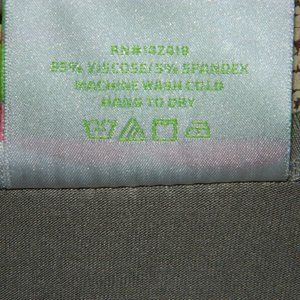 RN#142419
95% VISCOSE/5% SPANDEX
MACHINE WASH COLD
HANG TO DRY